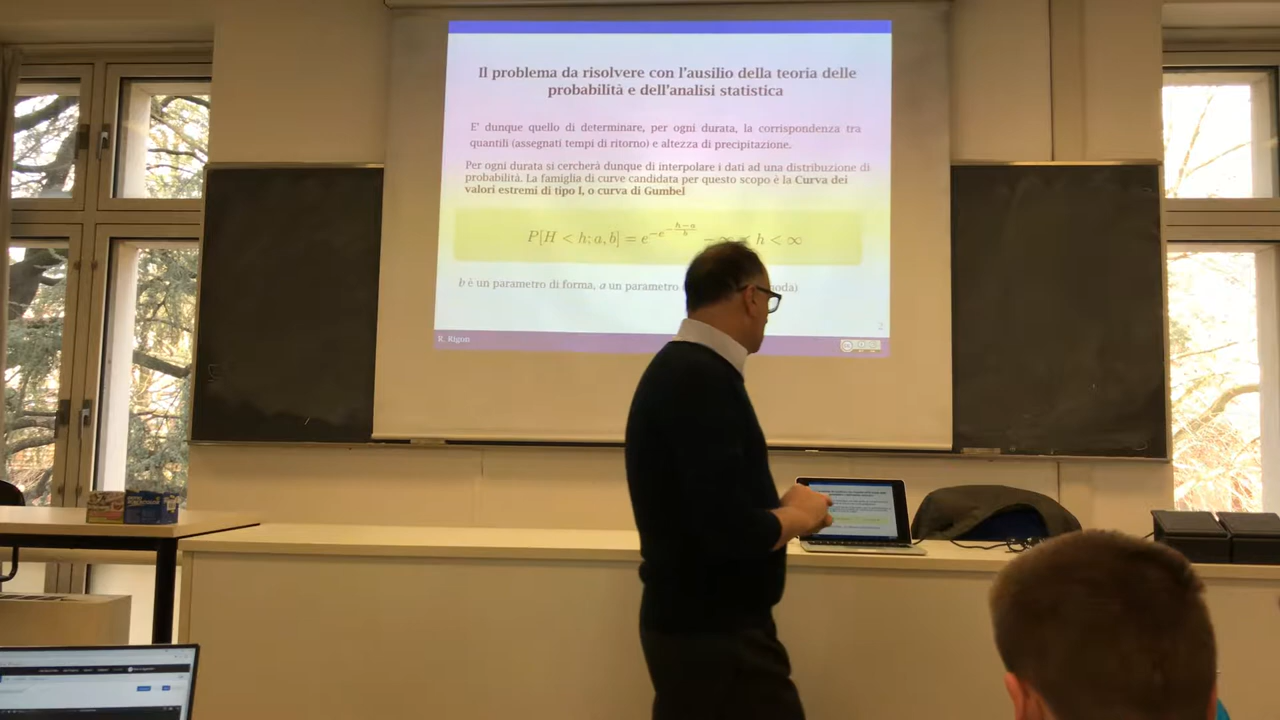 Il problema da risolvere con l'ausilio della teoria delle
probabilità e dell'analisi statistica
E' dunque quello di determinare, per ogni durata, la corrispondenza tra
quantili (assegnati tempi di ritorno) e altezza di precipitazione.
Per ogni durata si cercherà dunque di interpolare i dati ad una distribuzione di
probabilità. La famiglia di curve candidata per questo scopo è la Curva dei
valori estremi di tipo I, o curva di Gumbel
P[H < h; a, b] = e^{-e^{-\frac{h-a}{b}}} h < ∞
b è un parametro di forma, a un parametro moda)
2
R. Rigon